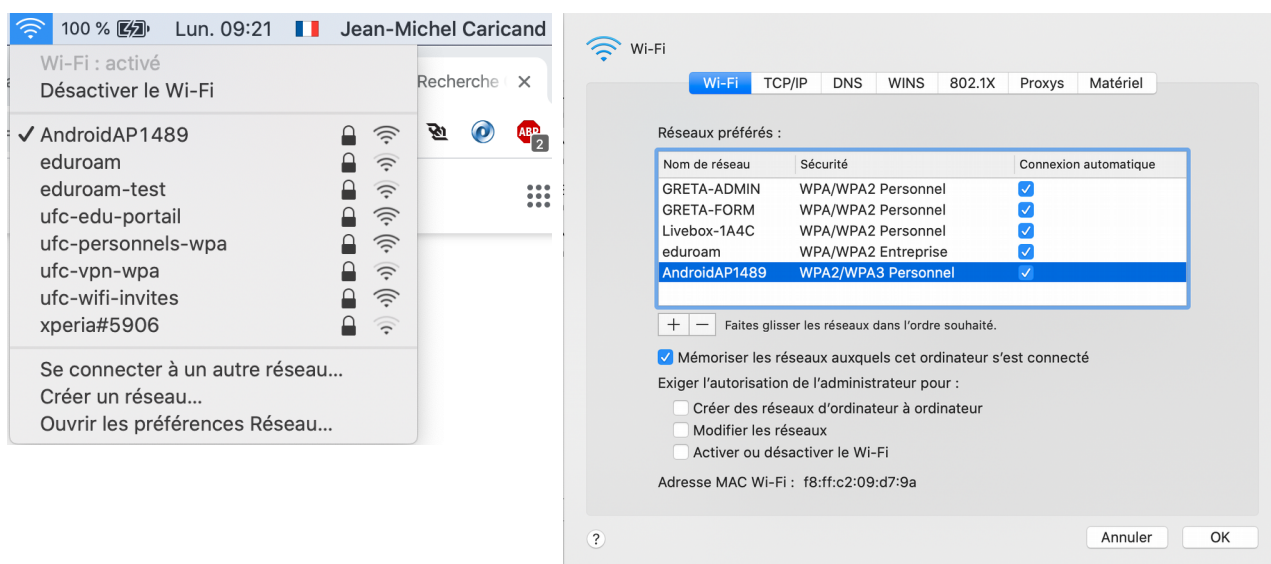 100 % Lun. 09:21 Jean-Michel Caricand
Wi-Fi : activé
Désactiver le Wi-Fi
AndroidAP1489
eduroam
eduroam-test
ufc-edu-portail
ufc-personnels-wpa
ufc-vpn-wpa
ufc-wifi-invites
xperia#5906
Se connecter à un autre réseau...
Créer un réseau...
Ouvrir les préférences Réseau...
Recherche
ABP
2
Wi-Fi
Wi-Fi TCP/IP DNS WINS 802.1X Proxys Matériel
Réseaux préférés :
Nom de réseau Sécurité Connexion automatique
GRETA-ADMIN WPA/WPA2 Personnel
GRETA-FORM WPA/WPA2 Personnel
Livebox-1A4C WPA/WPA2 Personnel
eduroam WPA/WPA2 Entreprise
AndroidAP1489 WPA2/WPA3 Personnel
+ − Faites glisser les réseaux dans l’ordre souhaité.
Mémoriser les réseaux auxquels cet ordinateur s’est connecté
Exiger l’autorisation de l’administrateur pour :
Créer des réseaux d’ordinateur à ordinateur
Modifier les réseaux
Activer ou désactiver le Wi-Fi
Adresse MAC Wi-Fi : f8:ff:c2:09:d7:9a
? Annuler OK